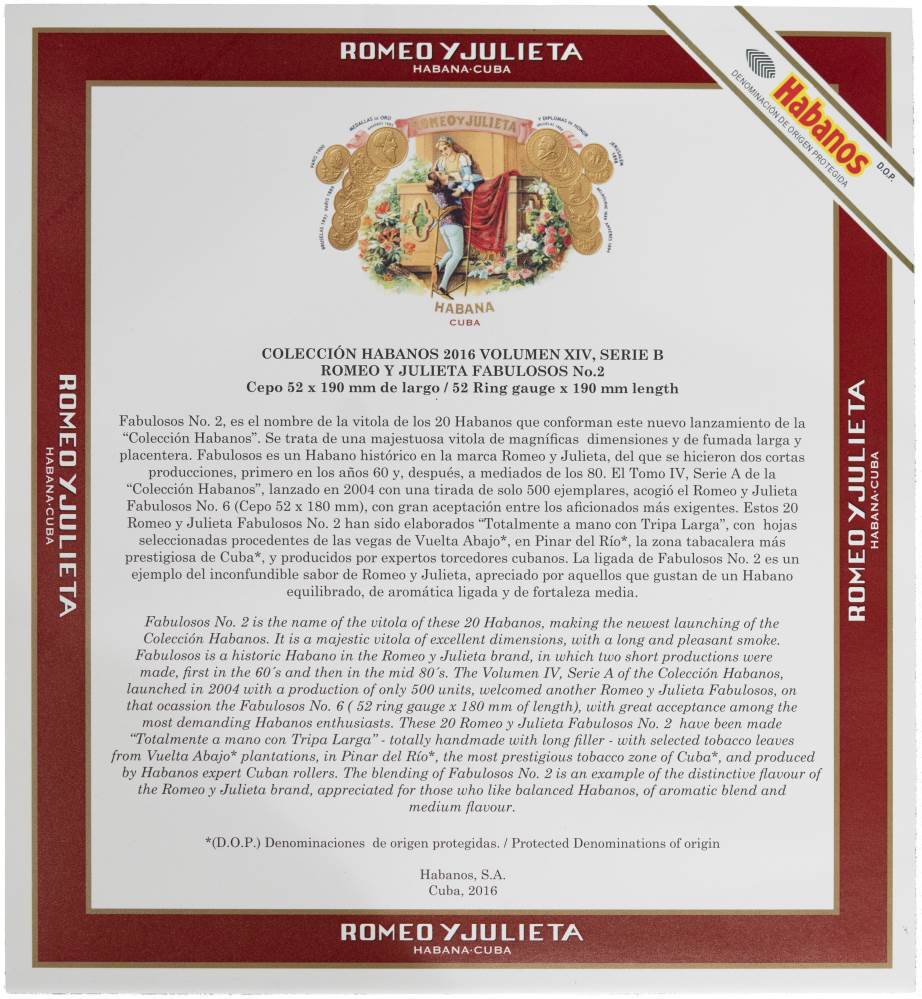 ROMEO Y JULIETA
HABANA·CUBA
Habanos
DENOMINACIÓN DE ORIGEN PROTEGIDA
D.O.P.
MEDALLAS DE ORO
Y DIPLOMAS DE HONOR
ROMEO Y JULIETA
HABANA
CUBA
COLECCIÓN HABANOS 2016 VOLUMEN XIV, SERIE B
ROMEO Y JULIETA FABULOSOS No.2
Cepo 52 x 190 mm de largo / 52 Ring gauge x 190 mm length
Fabulosos No. 2, es el nombre de la vitola de los 20 Habanos que conforman este nuevo lanzamiento de la
“Colección Habanos”. Se trata de una majestuosa vitola de magníficas dimensiones y de fumada larga y
placentera. Fabulosos es un Habano histórico en la marca Romeo y Julieta, del que se hicieron dos cortas
producciones, primero en los años 60 y, después, a mediados de los 80. El Tomo IV, Serie A de la
“Colección Habanos”, lanzado en 2004 con una tirada de solo 500 ejemplares, acogió el Romeo y Julieta
Fabulosos No. 6 (Cepo 52 x 180 mm), con gran aceptación entre los aficionados más exigentes. Estos 20
Romeo y Julieta Fabulosos No. 2 han sido elaborados “Totalmente a mano con Tripa Larga”, con hojas
seleccionadas procedentes de las vegas de Vuelta Abajo*, en Pinar del Río*, la zona tabacalera más
prestigiosa de Cuba*, y producidos por expertos torcedores cubanos. La ligada de Fabulosos No. 2 es un
ejemplo del inconfundible sabor de Romeo y Julieta, apreciado por aquellos que gustan de un Habano
equilibrado, de aromática ligada y de fortaleza media.
Fabulosos No. 2 is the name of the vitola of these 20 Habanos, making the newest launching of the
Colección Habanos. It is a majestic vitola of excellent dimensions, with a long and pleasant smoke.
Fabulosos is a historic Habano in the Romeo y Julieta brand, in which two short productions were
made, first in the 60´s and then in the mid 80´s. The Volumen IV, Serie A of the Colección Habanos,
launched in 2004 with a production of only 500 units, welcomed another Romeo y Julieta Fabulosos, on
that ocassion the Fabulosos No. 6 ( 52 ring gauge x 180 mm of length), with great acceptance among the
most demanding Habanos enthusiasts. These 20 Romeo y Julieta Fabulosos No. 2 have been made
“Totalmente a mano con Tripa Larga” - totally handmade with long filler - with selected tobacco leaves
from Vuelta Abajo* plantations, in Pinar del Río*, the most prestigious tobacco zone of Cuba*, and produced
by Habanos expert Cuban rollers. The blending of Fabulosos No. 2 is an example of the distinctive flavour of
the Romeo y Julieta brand, appreciated for those who like balanced Habanos, of aromatic blend and
medium flavour.
*(D.O.P.) Denominaciones de origen protegidas. / Protected Denominations of origin
Habanos, S.A.
Cuba, 2016
ROMEO Y JULIETA
HABANA·CUBA
ROMEO Y JULIETA
HABANA·CUBA
ROMEO Y JULIETA
HABANA·CUBA